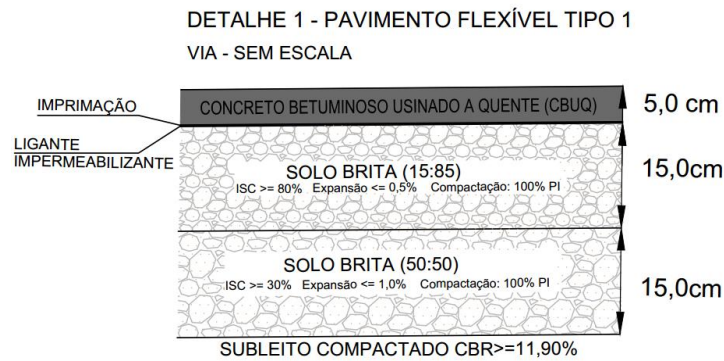 DETALHE 1 - PAVIMENTO FLEXÍVEL TIPO 1
VIA - SEM ESCALA
IMPRIMAÇÃO
CONCRETO BETUMINOSO USINADO A QUENTE (CBUQ)
5,0 cm
LIGANTE
IMPERMEABILIZANTE
SOLO BRITA (15:85)
ISC >= 80% Expansão <= 0,5% Compactação: 100% PI
15,0cm
SOLO BRITA (50:50)
ISC >= 30% Expansão <= 1,0% Compactação: 100% PI
15,0cm
SUBLEITO COMPACTADO CBR>=11,90%